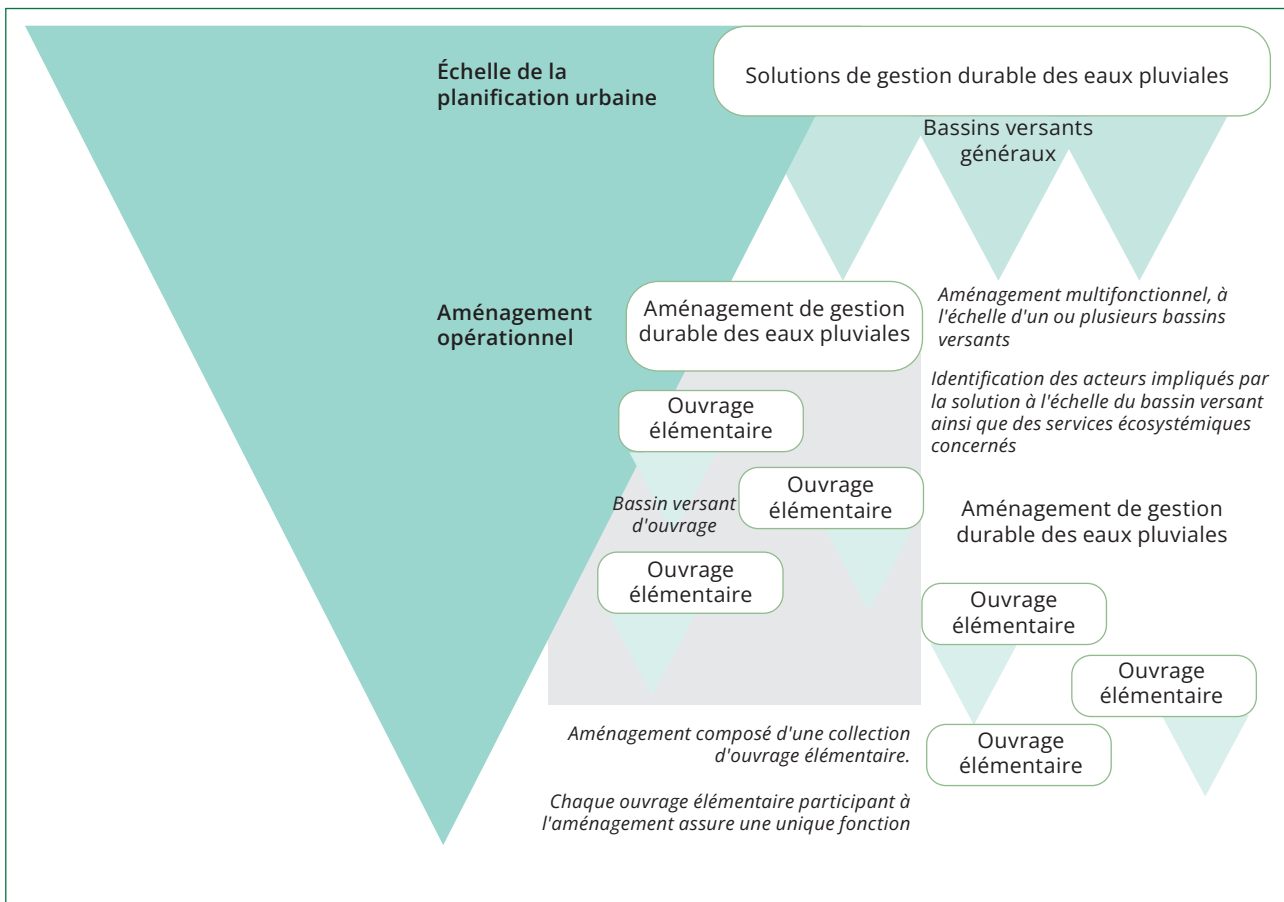 Échelle de la
planification urbaine
Solutions de gestion durable des eaux pluviales
Bassins versants
généraux
Aménagement
opérationnel
Aménagement de gestion
durable des eaux pluviales
Aménagement multifonctionnel, à
l'échelle d'un ou plusieurs bassins
versants
Identification des acteurs impliqués par
la solution à l'échelle du bassin versant
ainsi que des services écosystémiques
concernés
Ouvrage
élémentaire
Bassin versant
d'ouvrage
Ouvrage
élémentaire
Ouvrage
élémentaire
Aménagement de gestion
durable des eaux pluviales
Ouvrage
élémentaire
Ouvrage
élémentaire
Ouvrage
élémentaire
Aménagement composé d'une collection
d'ouvrage élémentaire.
Chaque ouvrage élémentaire participant à
l'aménagement assure une unique fonction